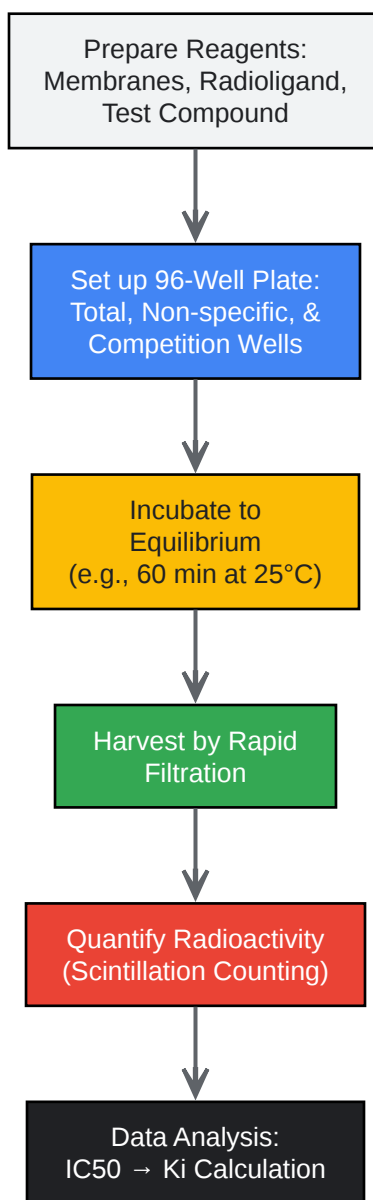 Prepare Reagents:
Membranes, Radioligand,
Test Compound
Set up 96-Well Plate:
Total, Non-specific, &
Competition Wells
Incubate to
Equilibrium
(e.g., 60 min at 25°C)
Harvest by Rapid
Filtration
Quantify Radioactivity
(Scintillation Counting)
Data Analysis:
IC50 → Ki Calculation